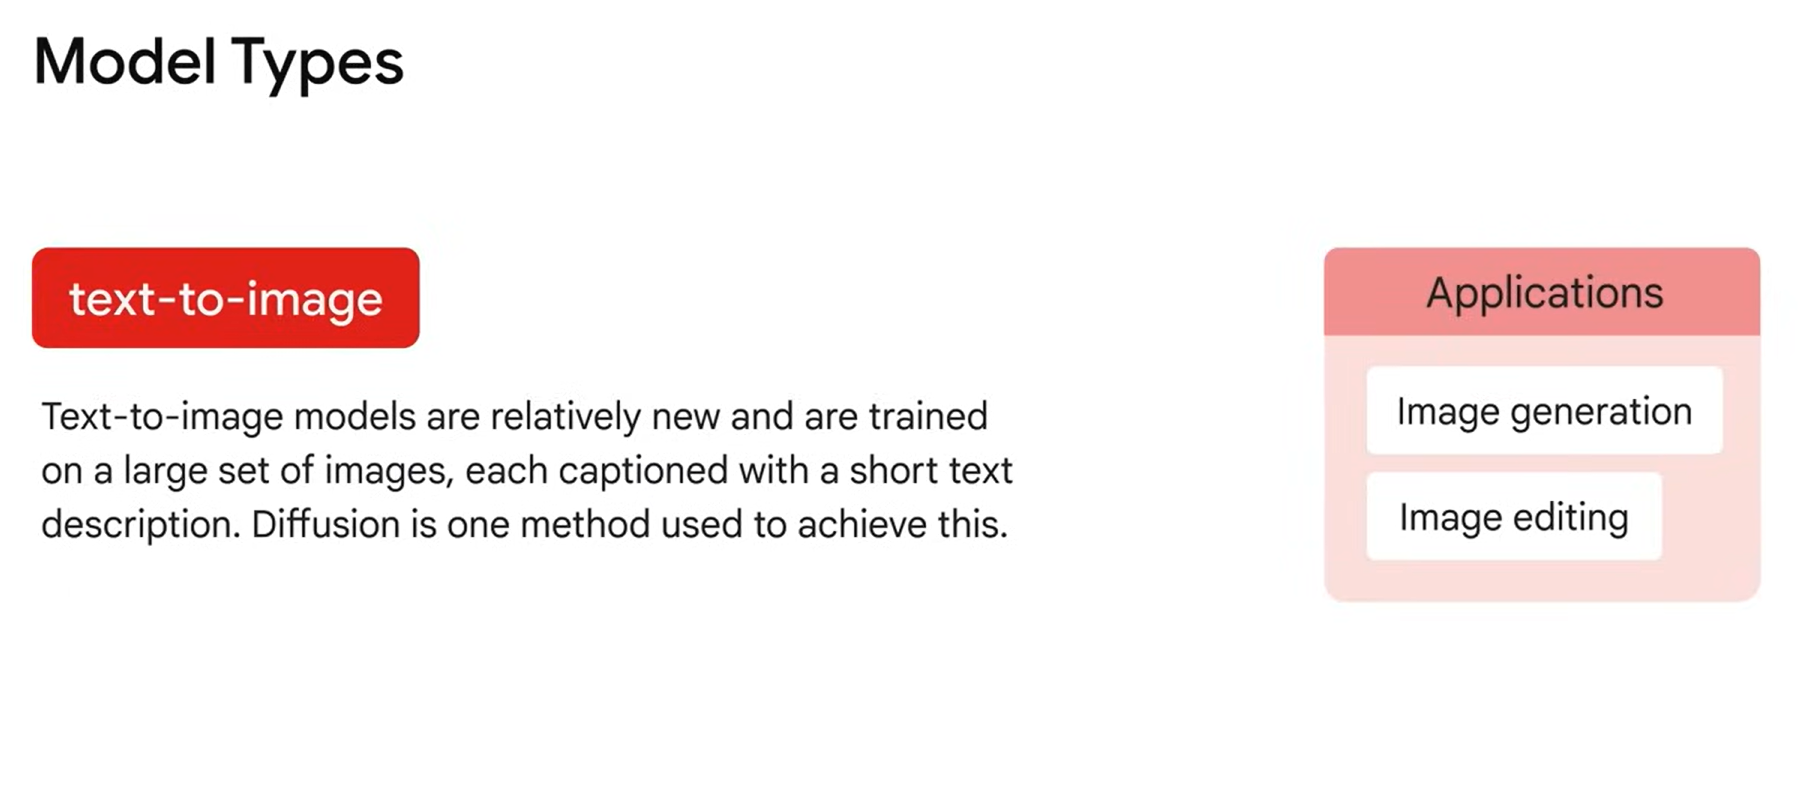 Model Types
text-to-image
Text-to-image models are relatively new and are trained
on a large set of images, each captioned with a short text
description. Diffusion is one method used to achieve this.
Applications
Image generation
Image editing